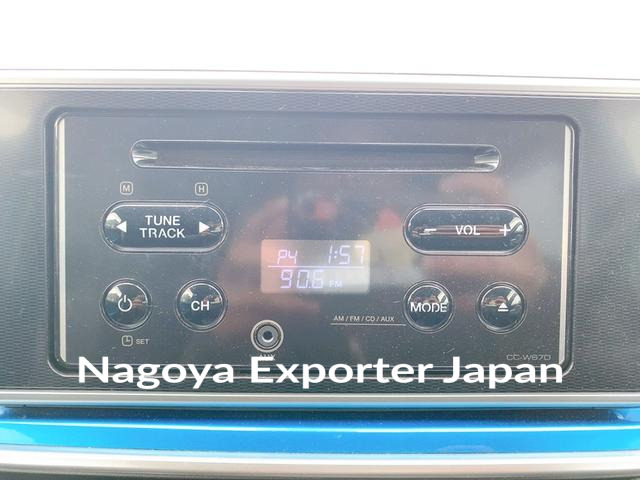 M H
TUNE
TRACK
− VOL +
P4 1:57
90.6 FM
CH
MODE
AM / FM / CD / AUX
SET
AUX
CC-W67D
Nagoya Exporter Japan